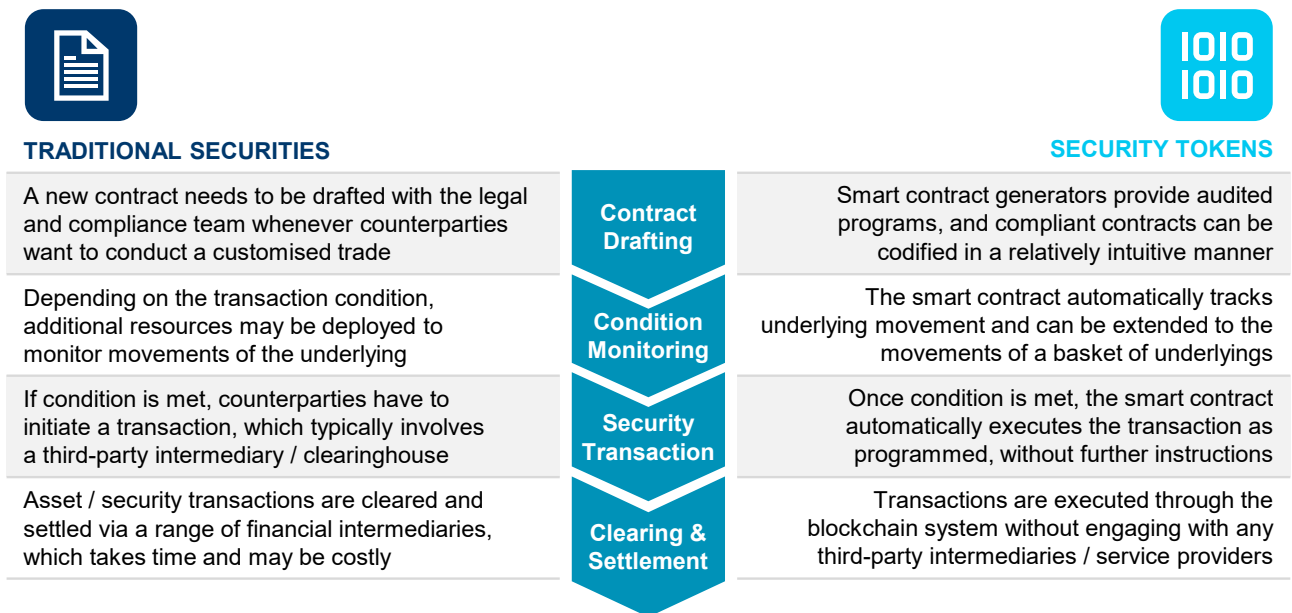 IOIO
IOIO
TRADITIONAL SECURITIES
SECURITY TOKENS
A new contract needs to be drafted with the legal
and compliance team whenever counterparties
want to conduct a customised trade
Contract
Drafting
Smart contract generators provide audited
programs, and compliant contracts can be
codified in a relatively intuitive manner
Depending on the transaction condition,
additional resources may be deployed to
monitor movements of the underlying
Condition
Monitoring
The smart contract automatically tracks
underlying movement and can be extended to the
movements of a basket of underlyings
If condition is met, counterparties have to
initiate a transaction, which typically involves
a third-party intermediary / clearinghouse
Security
Transaction
Once condition is met, the smart contract
automatically executes the transaction as
programmed, without further instructions
Asset / security transactions are cleared and
settled via a range of financial intermediaries,
which takes time and may be costly
Clearing &
Settlement
Transactions are executed through the
blockchain system without engaging with any
third-party intermediaries / service providers